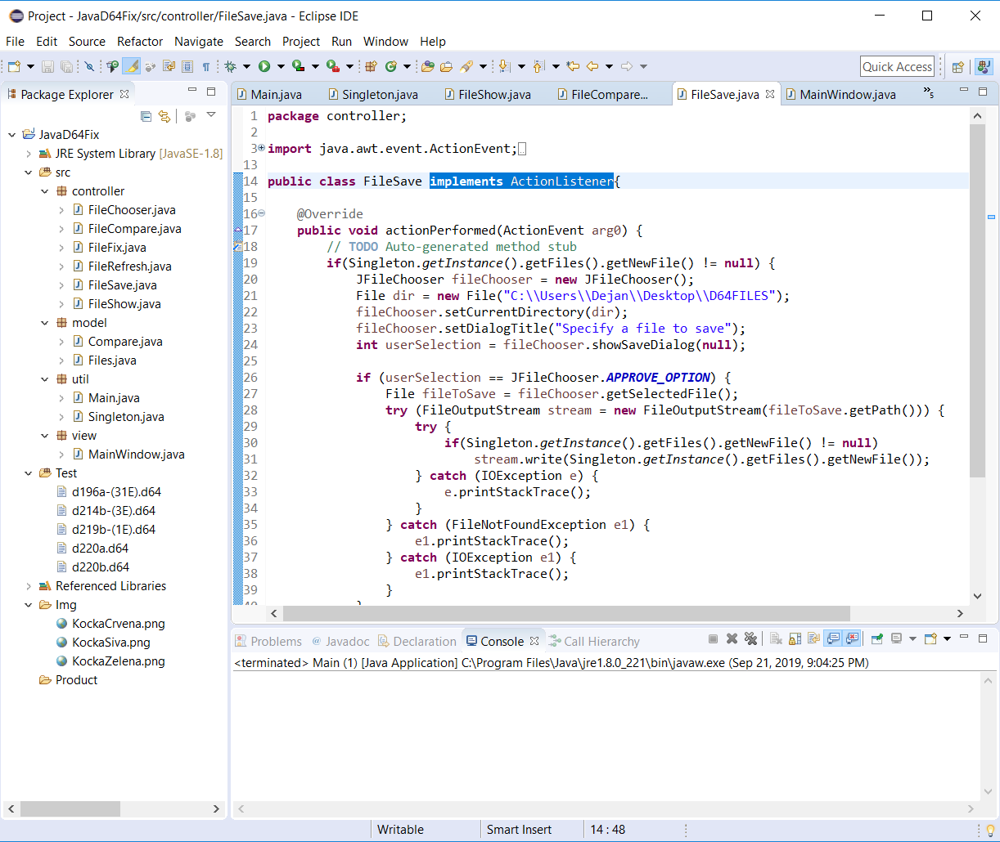 Project - JavaD64Fix/src/controller/FileSave.java - Eclipse IDE
File Edit Source Refactor Navigate Search Project Run Window Help
Quick Access
Package Explorer
JavaD64Fix
JRE System Library [JavaSE-1.8]
src
controller
FileChooser.java
FileCompare.java
FileFix.java
FileRefresh.java
FileSave.java
FileShow.java
model
Compare.java
Files.java
util
Main.java
Singleton.java
view
MainWindow.java
Test
d196a-(31E).d64
d214b-(3E).d64
d219b-(1E).d64
d220a.d64
d220b.d64
Referenced Libraries
Img
KockaCrvena.png
KockaSiva.png
KockaZelena.png
Product
Main.java Singleton.java FileShow.java FileCompare... FileSave.java MainWindow.java »5
1 package controller;
2
3 import java.awt.event.ActionEvent;
13
14 public class FileSave implements ActionListener{
15
16 @Override
17 public void actionPerformed(ActionEvent arg0) {
18 // TODO Auto-generated method stub
19 if(Singleton.getInstance().getFiles().getNewFile() != null) {
20 JFileChooser fileChooser = new JFileChooser();
21 File dir = new File("C:\\Users\\Dejan\\Desktop\\D64FILES");
22 fileChooser.setCurrentDirectory(dir);
23 fileChooser.setDialogTitle("Specify a file to save");
24 int userSelection = fileChooser.showSaveDialog(null);
25
26 if (userSelection == JFileChooser.APPROVE_OPTION) {
27 File fileToSave = fileChooser.getSelectedFile();
28 try (FileOutputStream stream = new FileOutputStream(fileToSave.getPath())) {
29 try {
30 if(Singleton.getInstance().getFiles().getNewFile() != null)
31 stream.write(Singleton.getInstance().getFiles().getNewFile());
32 } catch (IOException e) {
33 e.printStackTrace();
34 }
35 } catch (FileNotFoundException e1) {
36 e1.printStackTrace();
37 } catch (IOException e1) {
38 e1.printStackTrace();
39 }
Problems Javadoc Declaration Console Call Hierarchy
<terminated> Main (1) [Java Application] C:\Program Files\Java\jre1.8.0_221\bin\javaw.exe (Sep 21, 2019, 9:04:25 PM)
Writable Smart Insert 14 : 48